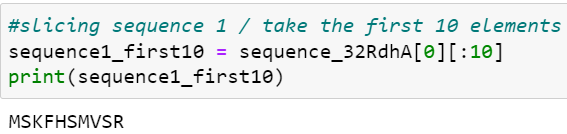 #slicing sequence 1 / take the first 10 elements
sequence1_first10 = sequence_32RdhA[0][:10]
print(sequence1_first10)
MSKFHSMVSR